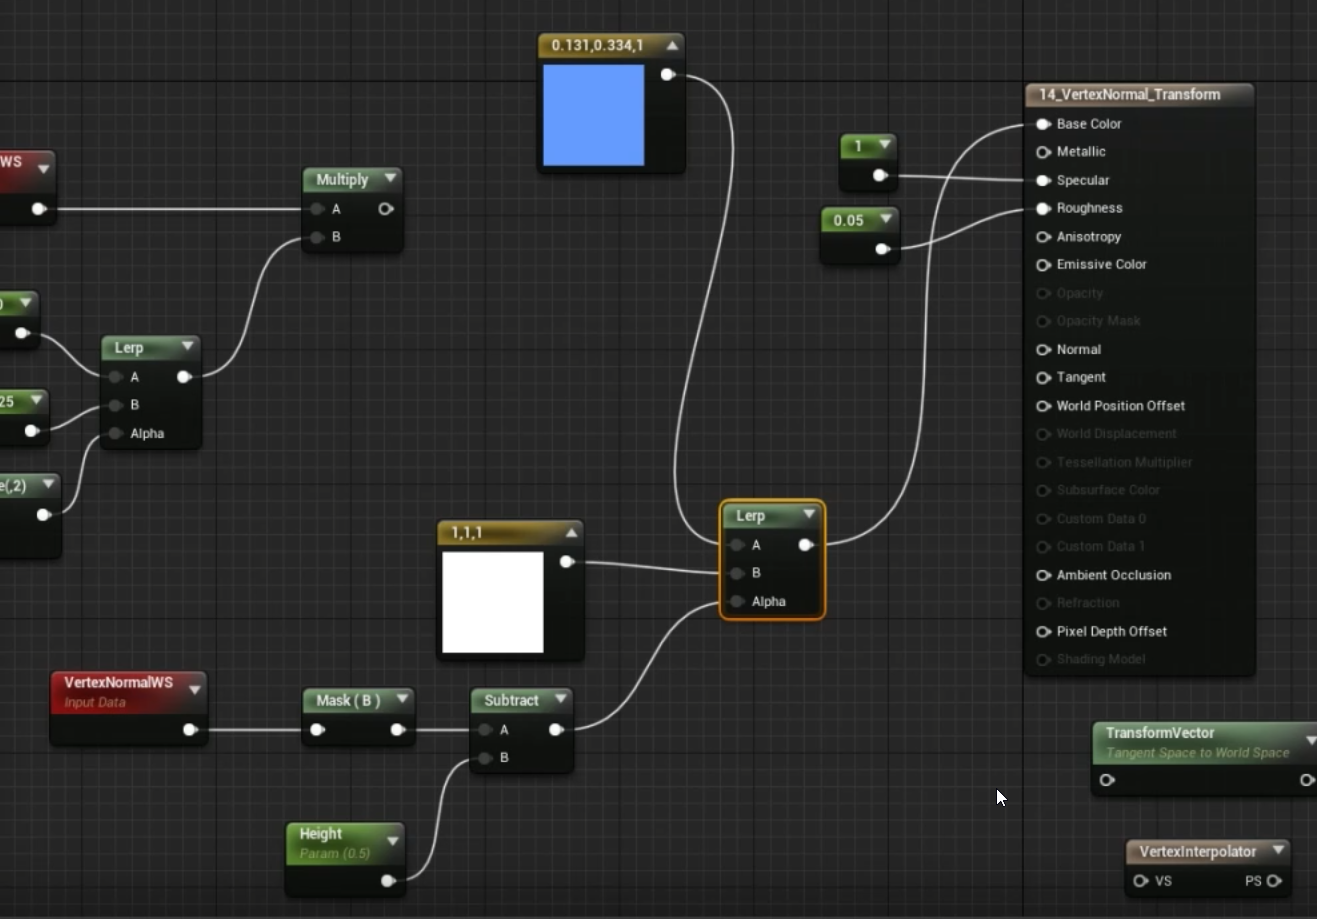 0.131,0.334,1
14_VertexNormal_Transform
Base Color
Metallic
Specular
Roughness
Anisotropy
Emissive Color
Opacity
Opacity Mask
Normal
Tangent
World Position Offset
World Displacement
Tessellation Multiplier
Subsurface Color
Custom Data 0
Custom Data 1
Ambient Occlusion
Refraction
Pixel Depth Offset
Shading Model
1
0.05
WS
Multiply
A
B
0
Lerp
A
B
Alpha
25
e(,2)
1,1,1
Lerp
A
B
Alpha
VertexNormalWS
Input Data
Mask ( B )
Subtract
A
B
Height
Param (0.5)
TransformVector
Tangent Space to World Space
VertexInterpolator
VS PS